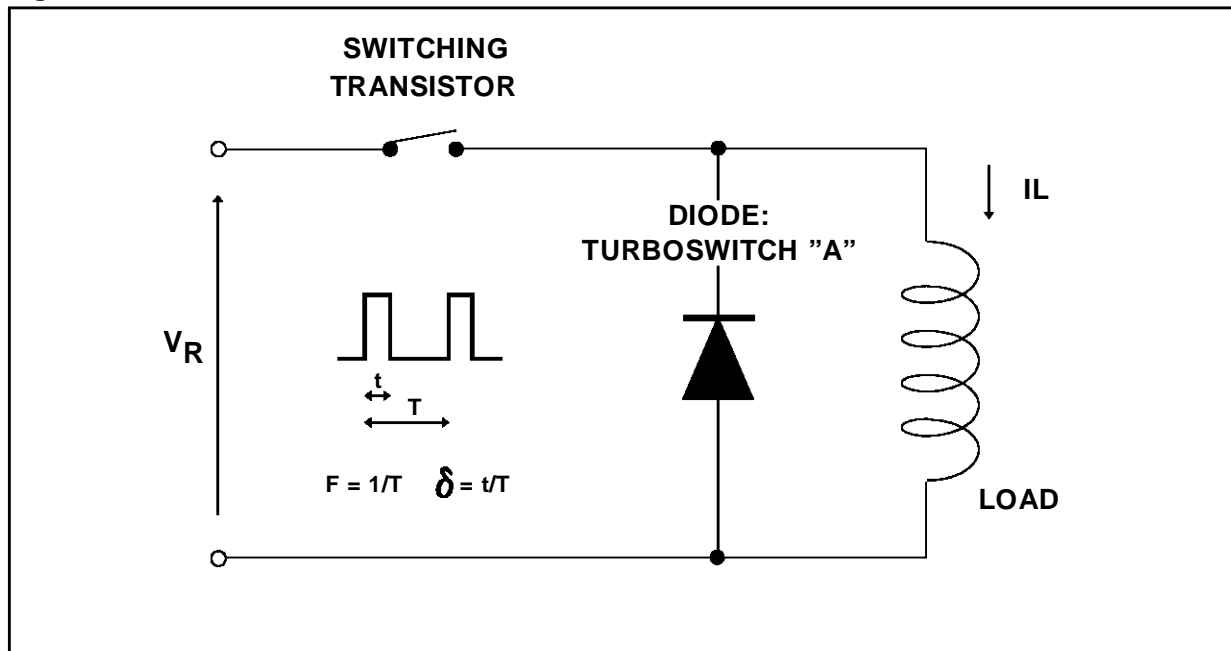 SWITCHING
TRANSISTOR
IL
DIODE:
TURBOSWITCH ”A”
VR
t
T
F = 1/T δ = t/T
LOAD